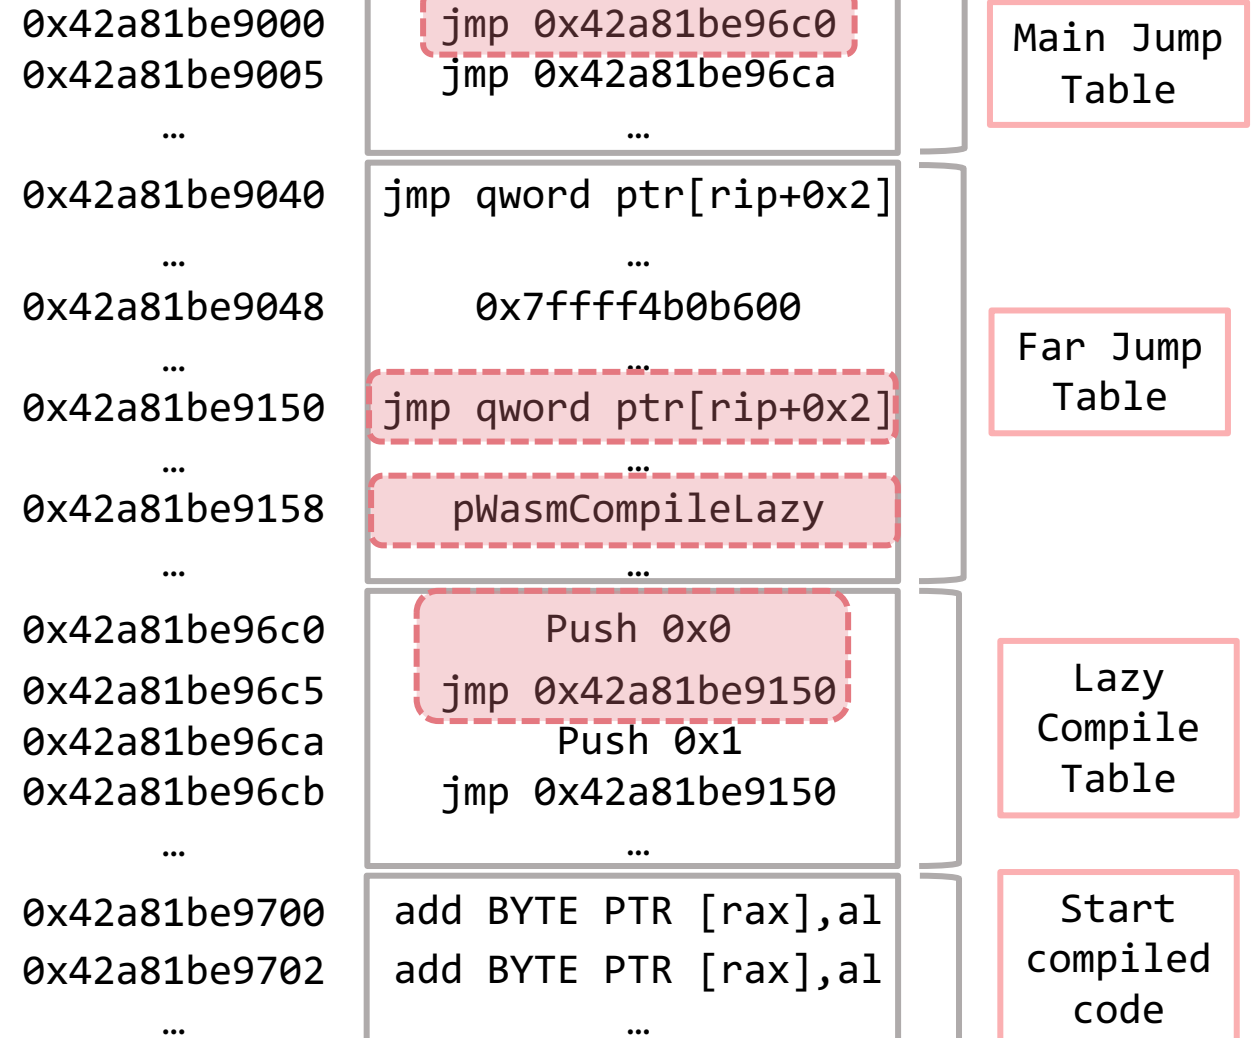 0x42a81be9000 jmp 0x42a81be96c0
0x42a81be9005 jmp 0x42a81be96ca
… …
Main Jump
Table
0x42a81be9040 jmp qword ptr[rip+0x2]
… …
0x42a81be9048 0x7ffff4b0b600
… …
0x42a81be9150 jmp qword ptr[rip+0x2]
… …
0x42a81be9158 pWasmCompileLazy
… …
Far Jump
Table
0x42a81be96c0 Push 0x0
0x42a81be96c5 jmp 0x42a81be9150
0x42a81be96ca Push 0x1
0x42a81be96cb jmp 0x42a81be9150
… …
Lazy
Compile
Table
0x42a81be9700 add BYTE PTR [rax],al
0x42a81be9702 add BYTE PTR [rax],al
… …
Start
compiled
code